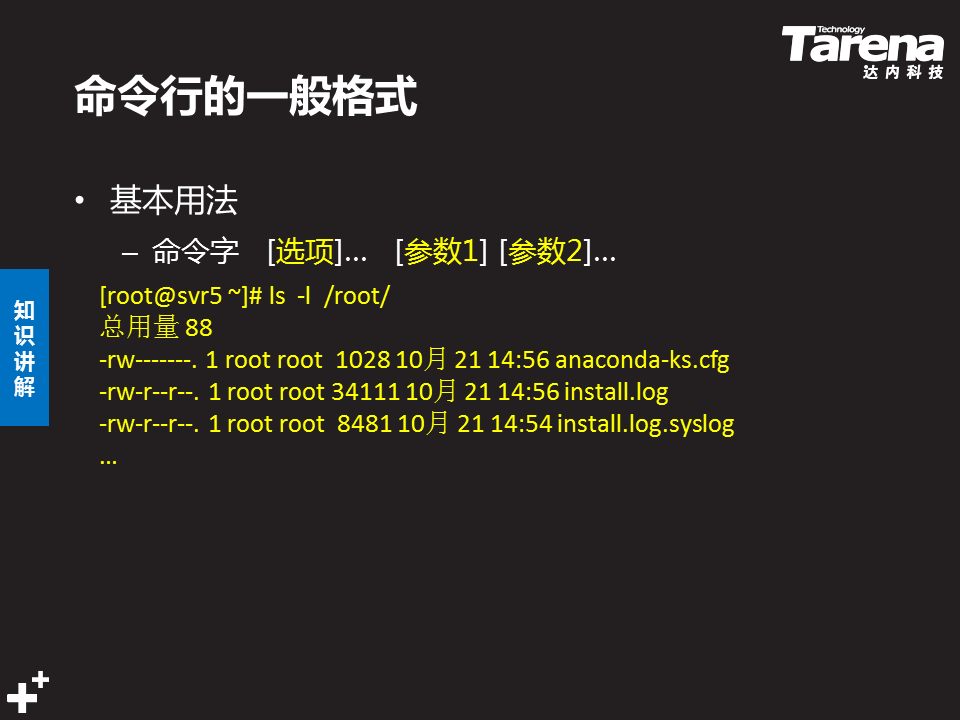 Technology
Tarena
达内科技
命令行的一般格式
• 基本用法
– 命令字 [选项]... [参数1] [参数2]...
知识讲解
[root@svr5 ~]# ls -l /root/
总用量 88
-rw-------. 1 root root 1028 10月 21 14:56 anaconda-ks.cfg
-rw-r--r--. 1 root root 34111 10月 21 14:56 install.log
-rw-r--r--. 1 root root 8481 10月 21 14:54 install.log.syslog
...